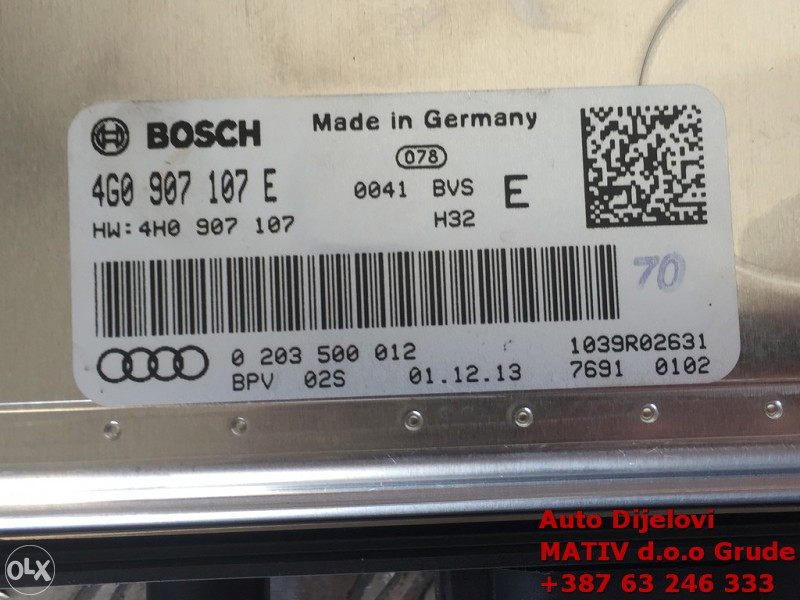 BOSCH
Made in Germany
078
4G0 907 107 E
0041 BVS E
HW:4H0 907 107
H32
70
0 203 500 012
1039R02631
BPV 02S 01.12.13
7691 0102
Auto Dijelovi
MATIV d.o.o Grude
+387 63 246 333
OLX